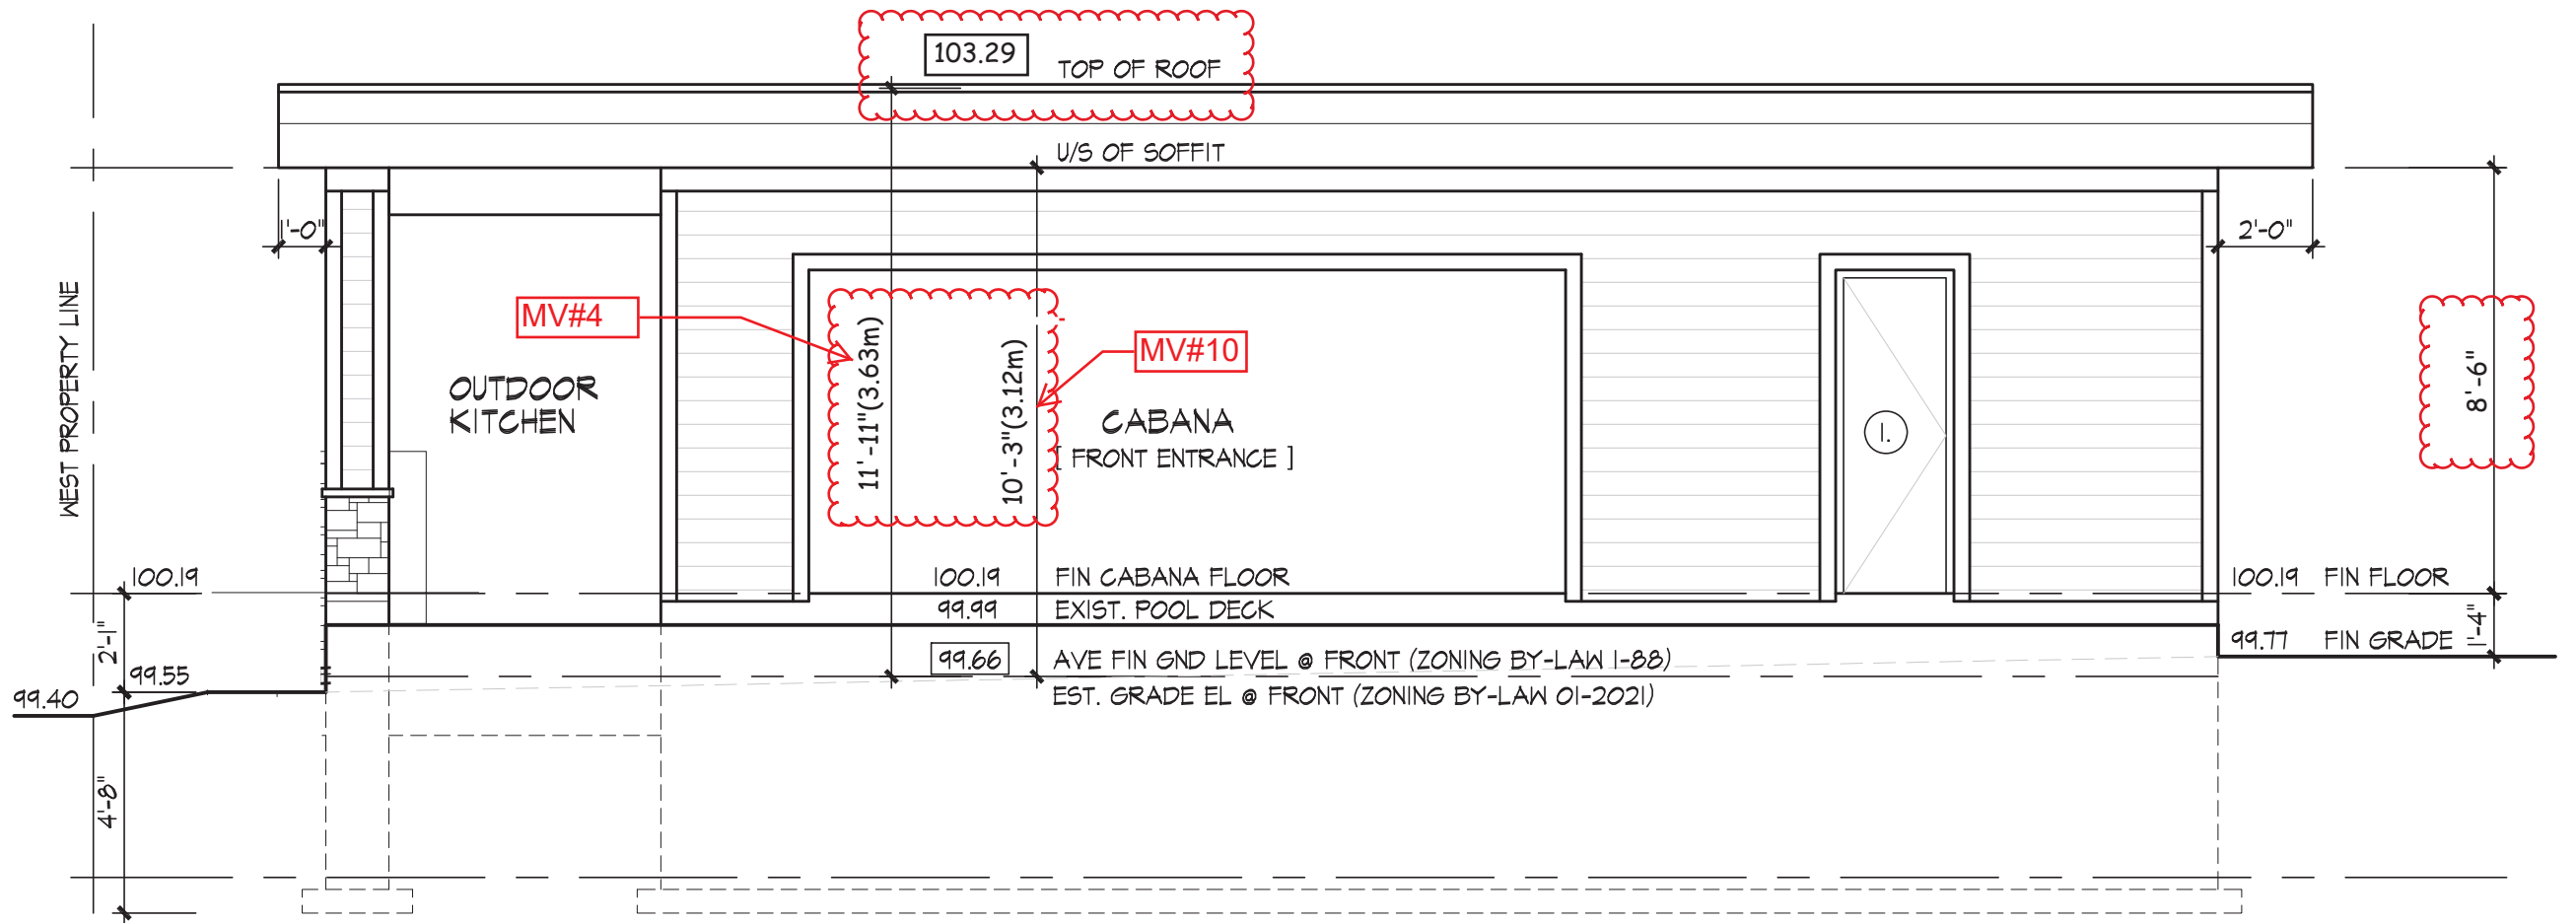 103.29
TOP OF ROOF
U/S OF SOFFIT
1'-0"
2'-0"
WEST PROPERTY LINE
MV#4
MV#10
11'-11"(3.63m)
10'-3"(3.12m)
8'-6"
OUTDOOR
KITCHEN
CABANA
[ FRONT ENTRANCE ]
1.
100.19
100.19 FIN CABANA FLOOR
100.19 FIN FLOOR
99.99 EXIST. POOL DECK
2'-1"
1'-4"
99.77 FIN GRADE
99.66 AVE FIN GND LEVEL @ FRONT (ZONING BY-LAW 1-88)
99.55
99.40
EST. GRADE EL @ FRONT (ZONING BY-LAW 01-2021)
4'-8"